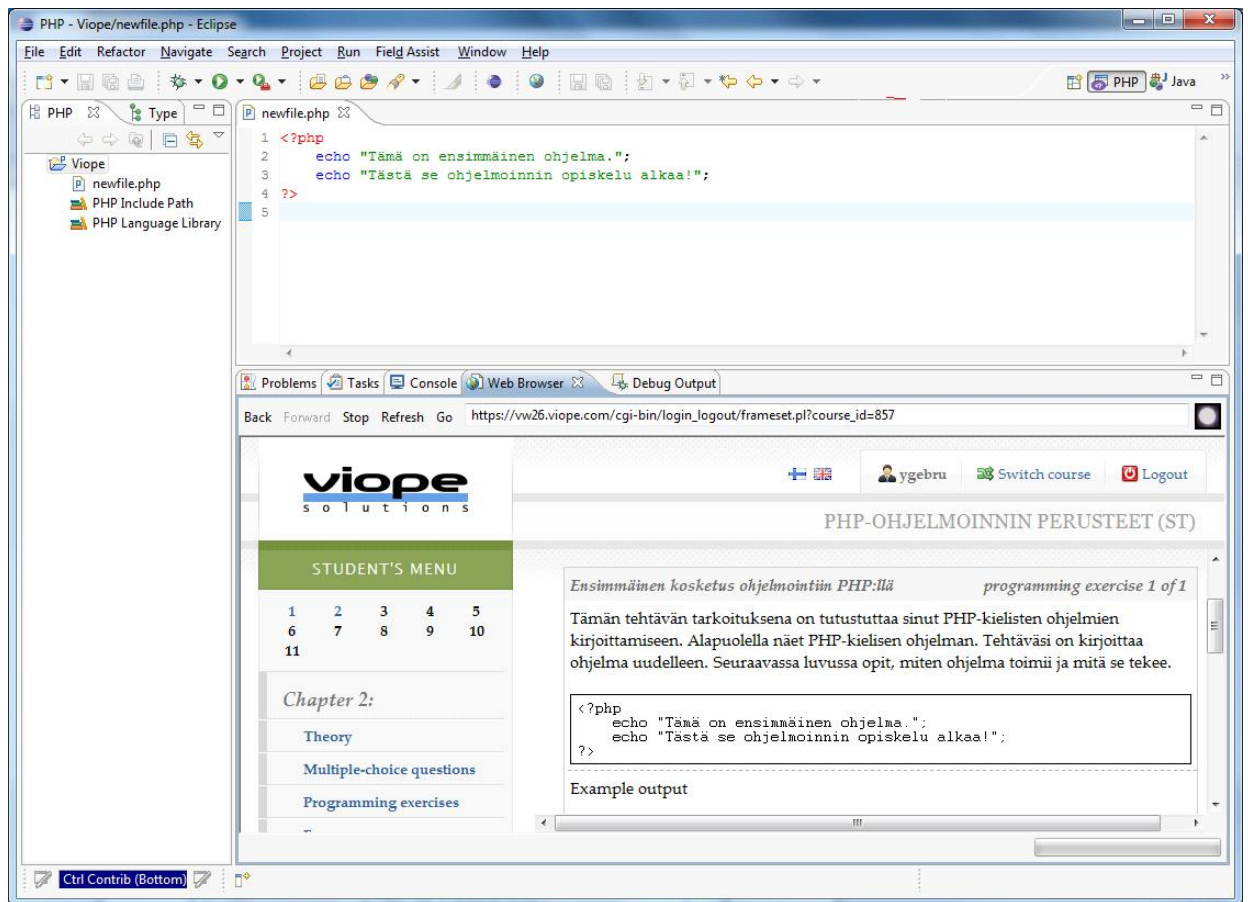 PHP - Viope/newfile.php - Eclipse
File Edit Refactor Navigate Search Project Run Field Assist Window Help
PHP Java
PHP Type
newfile.php
Viope
newfile.php
PHP Include Path
PHP Language Library
1 <?php
2 echo "Tämä on ensimmäinen ohjelma.";
3 echo "Tästä se ohjelmoinnin opiskelu alkaa!";
4 ?>
5
Problems Tasks Console Web Browser Debug Output
Back Forward Stop Refresh Go https://vw26.viope.com/cgi-bin/login_logout/frameset.pl?course_id=857
viope
solutions
ygebru Switch course Logout
PHP-OHJELMOINNIN PERUSTEET (ST)
STUDENT'S MENU
1 2 3 4 5
6 7 8 9 10
11
Chapter 2:
Theory
Multiple-choice questions
Programming exercises
Ensimmäinen kosketus ohjelmointiin PHP:llä programming exercise 1 of 1
Tämän tehtävän tarkoituksena on tutustuttaa sinut PHP-kielisten ohjelmien
kirjoittamiseen. Alapuolella näet PHP-kielisen ohjelman. Tehtäväsi on kirjoittaa
ohjelma uudelleen. Seuraavassa luvussa opit, miten ohjelma toimii ja mitä se tekee.
<?php
echo "Tämä on ensimmäinen ohjelma.";
echo "Tästä se ohjelmoinnin opiskelu alkaa!";
?>
Example output
Ctrl Contrib (Bottom)